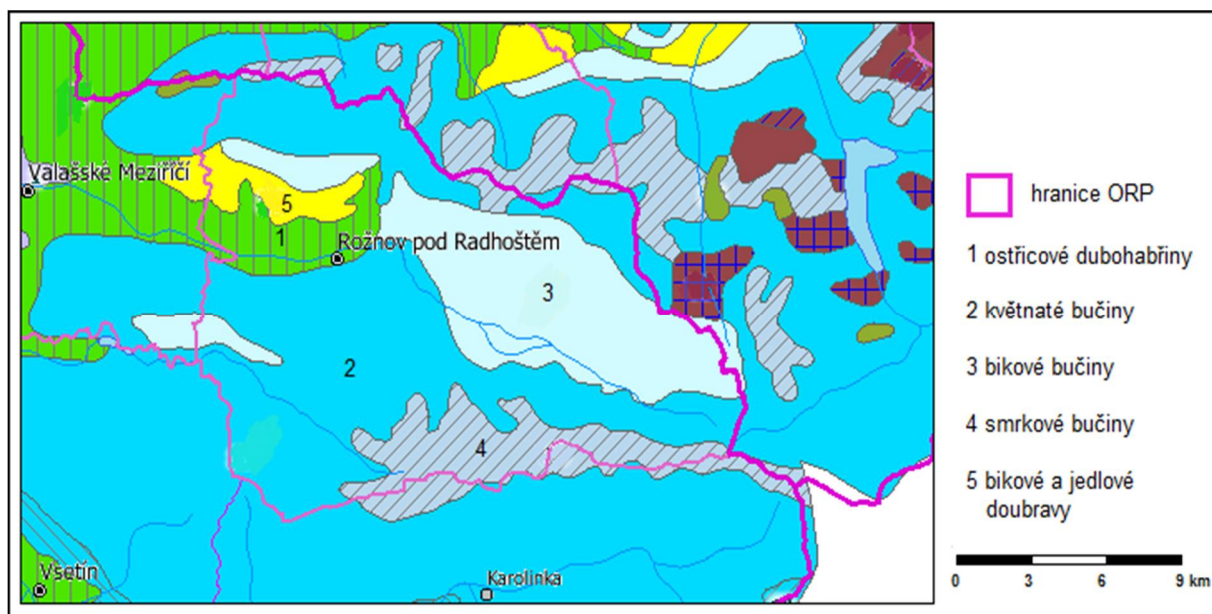 Valašské Meziříčí
5
1
Rožnov pod Radhoštěm
3
2
4
Vsetín
Karolinka
hranice ORP
1 ostřicové dubohabřiny
2 květnaté bučiny
3 bikové bučiny
4 smrkové bučiny
5 bikové a jedlové
doubravy
0 3 6 9 km